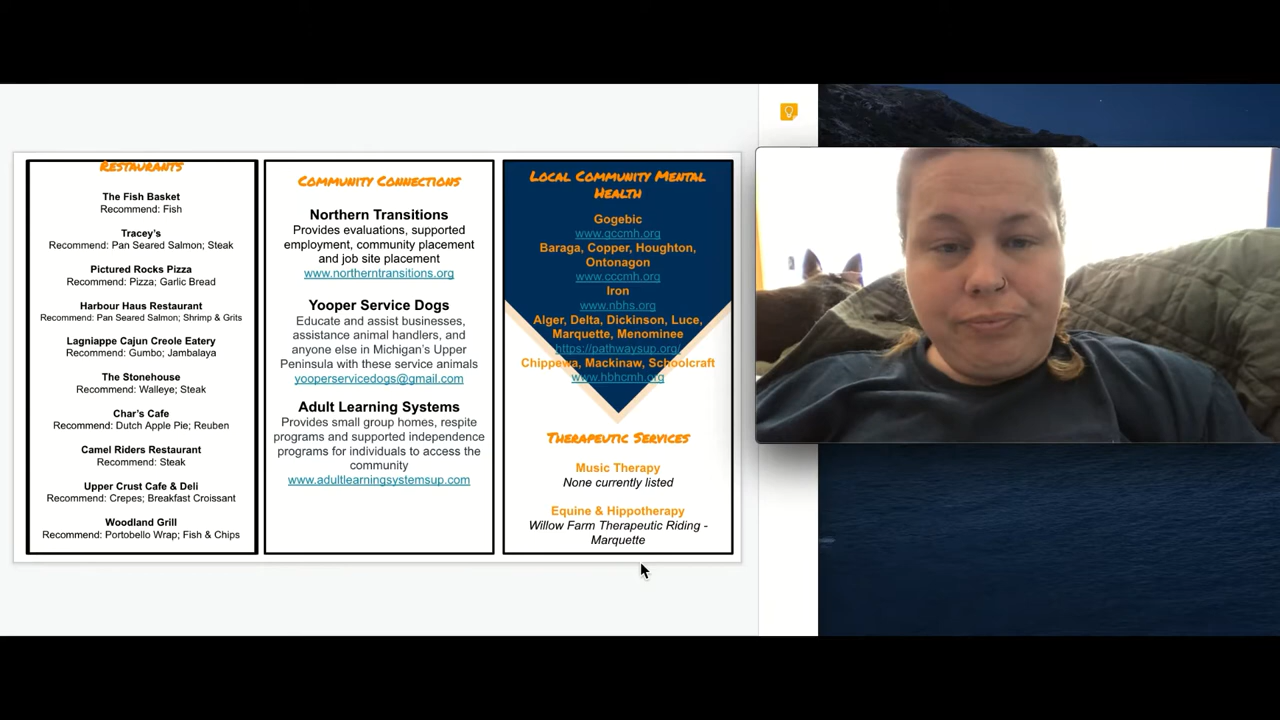 Restaurants
The Fish Basket
Recommend: Fish
Tracey's
Recommend: Pan Seared Salmon; Steak
Pictured Rocks Pizza
Recommend: Pizza; Garlic Bread
Harbour Haus Restaurant
Recommend: Pan Seared Salmon; Shrimp & Grits
Lagniappe Cajun Creole Eatery
Recommend: Gumbo; Jambalaya
The Stonehouse
Recommend: Walleye; Steak
Char's Cafe
Recommend: Dutch Apple Pie; Reuben
Camel Riders Restaurant
Recommend: Steak
Upper Crust Cafe & Deli
Recommend: Crepes; Breakfast Croissant
Woodland Grill
Recommend: Portobello Wrap; Fish & Chips
Community Connections
Northern Transitions
Provides evaluations, supported
employment, community placement
and job site placement
www.northerntransitions.org
Yooper Service Dogs
Educate and assist businesses,
assistance animal handlers, and
anyone else in Michigan's Upper
Peninsula with these service animals
yooperservicedogs@gmail.com
Adult Learning Systems
Provides small group homes, respite
programs and supported independence
programs for individuals to access the
community
www.adultlearningsystemsup.com
Local Community Mental
Health
Gogebic
www.gccmh.org
Baraga, Copper, Houghton,
Ontonagon
www.cccmh.org
Iron
www.nbhs.org
Alger, Delta, Dickinson, Luce,
Marquette, Menominee
https://pathwaysup.org/
Chippewa, Mackinaw, Schoolcraft
www.hbhcmh.org
Therapeutic Services
Music Therapy
None currently listed
Equine & Hippotherapy
Willow Farm Therapeutic Riding -
Marquette